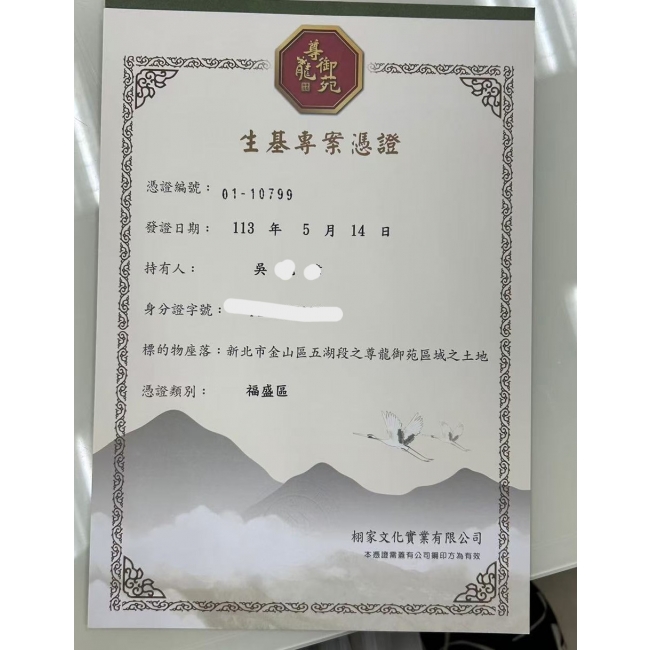 尊龍
御苑
生基專案憑證
憑證編號：01-10799
發證日期：113 年 5 月 14 日
持有人：吳
身分證字號：
標的物座落：新北市金山區五湖段之尊龍御苑區域之土地
憑證類別：福盛區
栩家文化實業有限公司
本憑證需蓋有公司鋼印方為有效